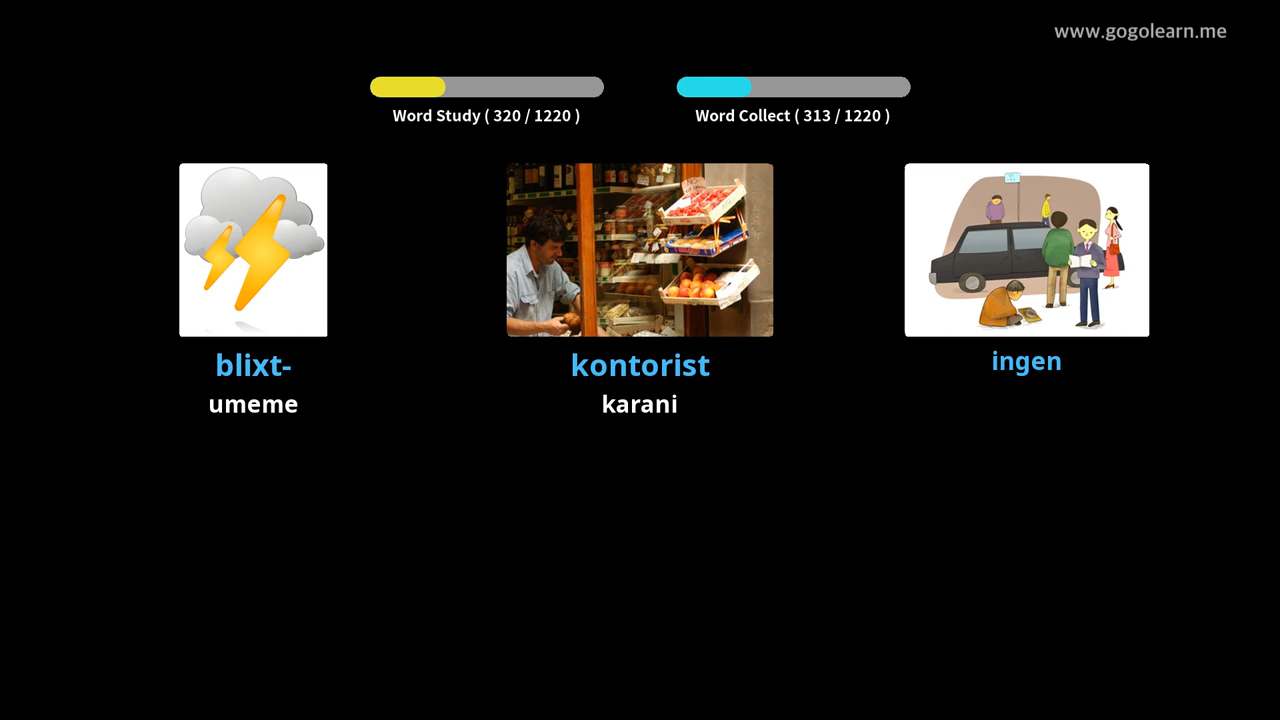 www.gogolearn.me
Word Study ( 320 / 1220 )
Word Collect ( 313 / 1220 )
blixt-
umeme
kontorist
karani
ingen